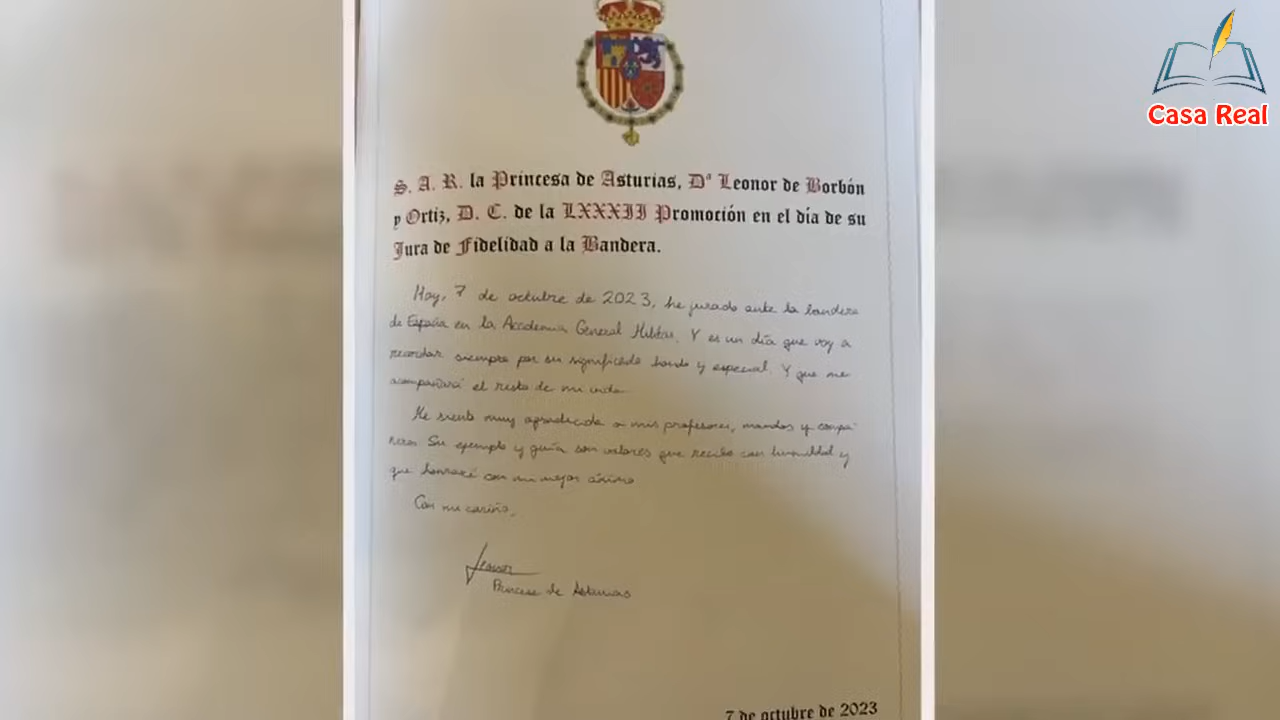 Casa Real
S. A. R. la Princesa de Asturias, Dª Leonor de Borbón
y Ortiz, D. C. de la LXXXII Promoción en el día de su
Jura de Fidelidad a la Bandera.
Hoy, 7 de octubre de 2023, he jurado ante la bandera
de España en la Academia General Militar. Y es un día que voy a
recordar siempre por su significado hondo y especial. Y que me
acompañará el resto de mi vida.
Me siento muy agradecida a mis profesores, mandos y compa-
ñeros. Su ejemplo y guía son valores que recibo con humildad y
que honraré con mi mejor ánimo.
Con mi cariño,
Leonor
Princesa de Asturias
7 de octubre de 2023